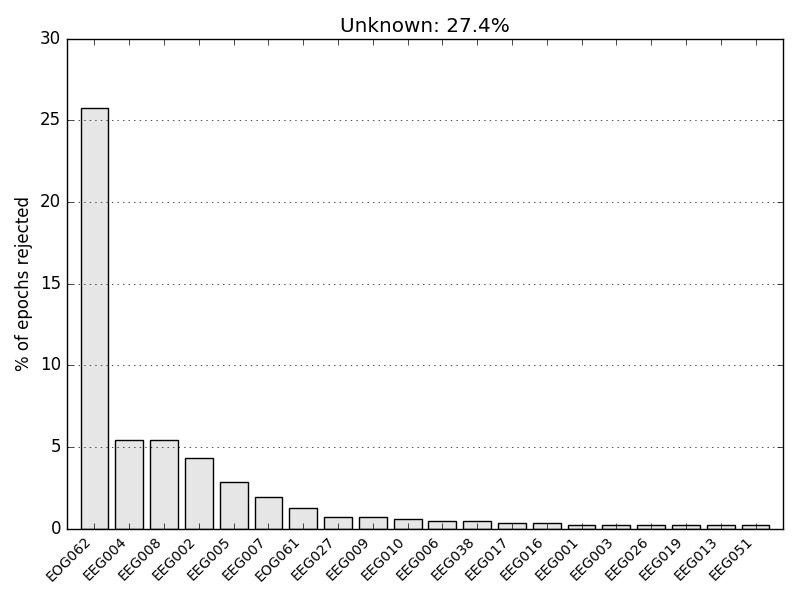 Unknown: 27.4%
30
25
20
15
10
5
0
% of epochs rejected
EOG062
EEG004
EEG008
EEG002
EEG005
EEG007
EOG061
EEG027
EEG009
EEG010
EEG006
EEG038
EEG017
EEG016
EEG001
EEG003
EEG026
EEG019
EEG013
EEG051